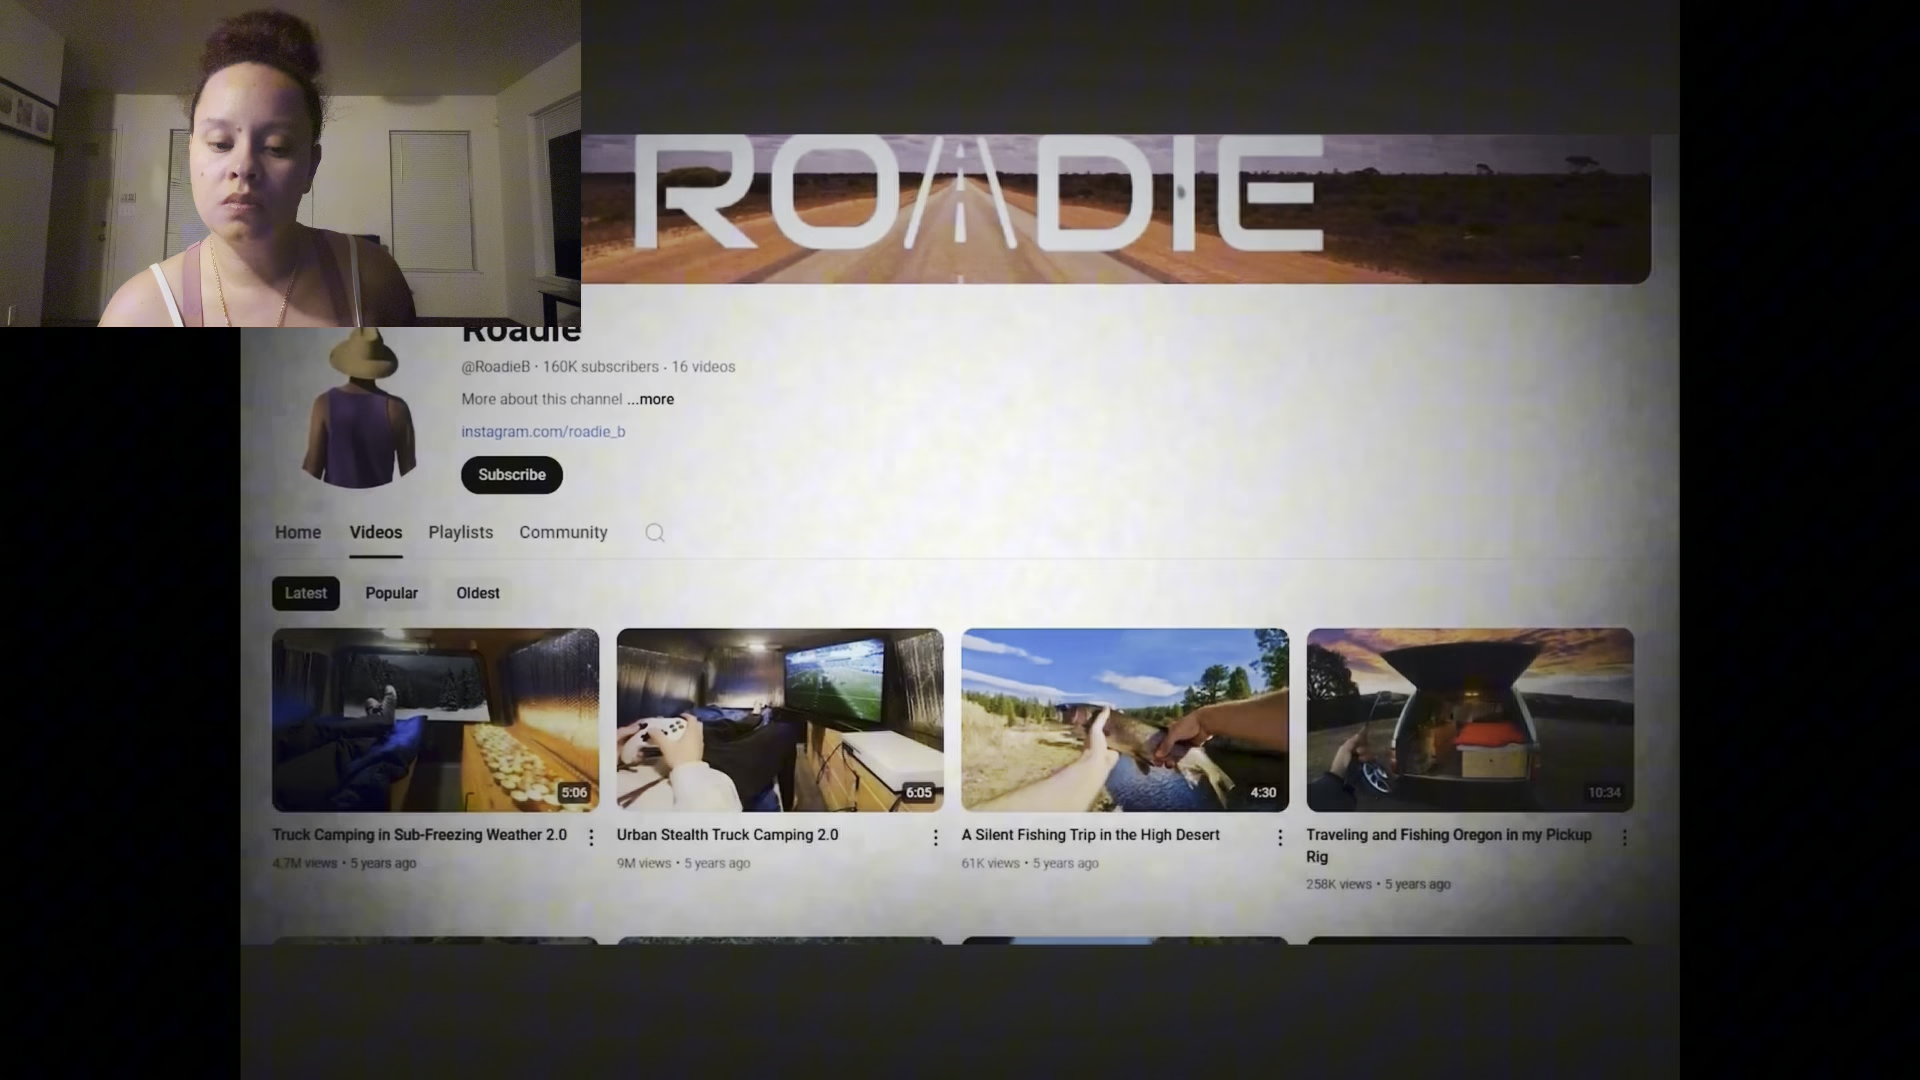 ROADIE
Roadie
@RoadieB · 160K subscribers · 16 videos
More about this channel ...more
instagram.com/roadie_b
Subscribe
Home Videos Playlists Community
Latest Popular Oldest
5:06 6:05 4:30 10:34
Truck Camping in Sub-Freezing Weather 2.0
4.7M views • 5 years ago
Urban Stealth Truck Camping 2.0
9M views • 5 years ago
A Silent Fishing Trip in the High Desert
61K views • 5 years ago
Traveling and Fishing Oregon in my Pickup
Rig
258K views • 5 years ago